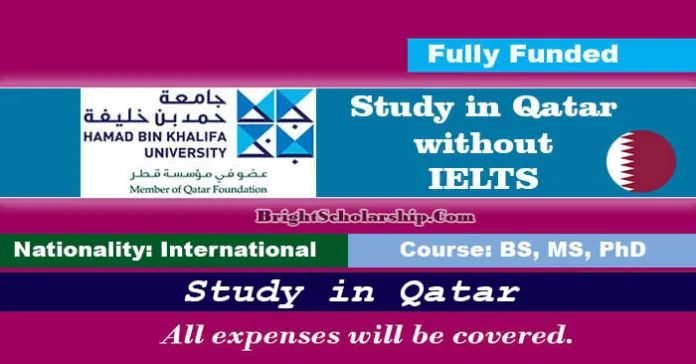 Fully Funded
جامعة
حمد بن خليفة
HAMAD BIN KHALIFA
UNIVERSITY
عضو في مؤسسة قطر
Member of Qatar Foundation
Study in Qatar
without
IELTS
BrightScholarship.Com
Nationality: International
Course: BS, MS, PhD
Study in Qatar
All expenses will be covered.